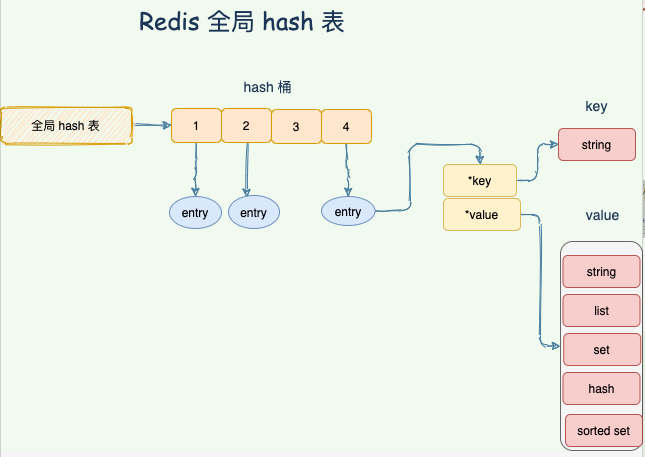 Redis 全局 hash 表
hash 桶
key
全局 hash 表
1
2
3
4
string
*key
*value
value
entry
entry
entry
string
list
set
hash
sorted set